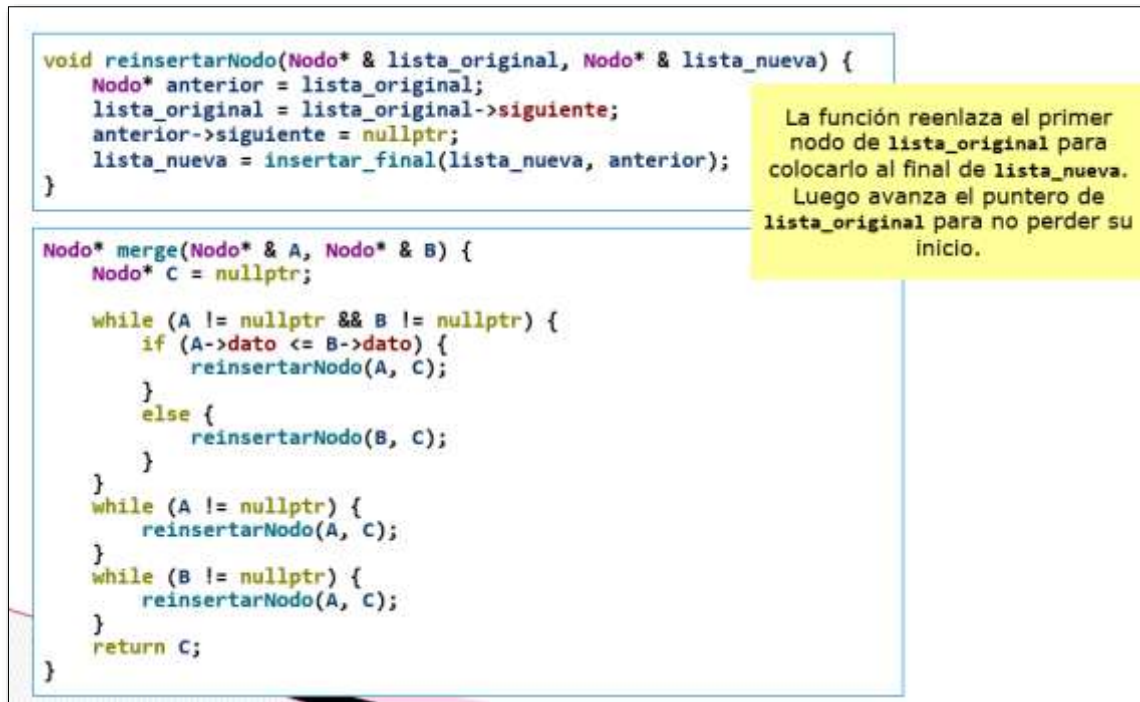 void reinsertarNodo(Nodo* & lista_original, Nodo* & lista_nueva) {
    Nodo* anterior = lista_original;
    lista_original = lista_original->siguiente;
    anterior->siguiente = nullptr;
    lista_nueva = insertar_final(lista_nueva, anterior);
}
La función reenlaza el primer
nodo de lista_original para
colocarlo al final de lista_nueva.
Luego avanza el puntero de
lista_original para no perder su
inicio.
Nodo* merge(Nodo* & A, Nodo* & B) {
    Nodo* C = nullptr;
    while (A != nullptr && B != nullptr) {
        if (A->dato <= B->dato) {
            reinsertarNodo(A, C);
        }
        else {
            reinsertarNodo(B, C);
        }
    }
    while (A != nullptr) {
        reinsertarNodo(A, C);
    }
    while (B != nullptr) {
        reinsertarNodo(A, C);
    }
    return C;
}